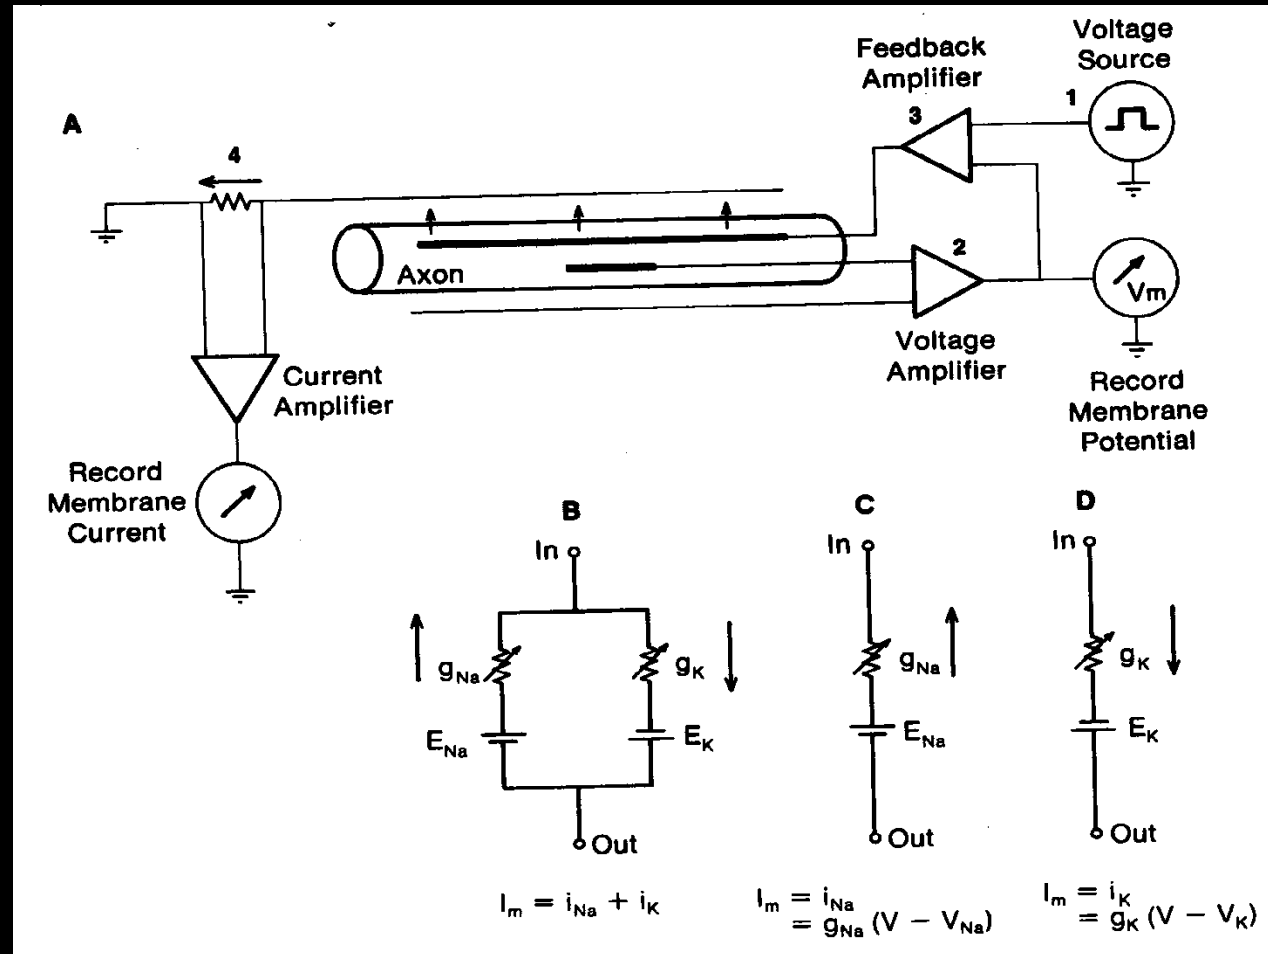 Voltage
Source
1
Feedback
Amplifier
3
A
4
Axon
2
Vm
Voltage
Amplifier
Record
Membrane
Potential
Current
Amplifier
Record
Membrane
Current
B
In
gNa
gK
ENa
EK
Out
Im = iNa + iK
C
In
gNa
ENa
Out
Im = iNa
= gNa (V − VNa)
D
In
gK
EK
Out
Im = iK
= gK (V − VK)